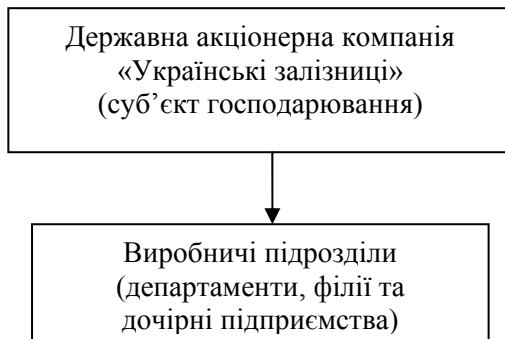 Державна акціонерна компанія
«Українські залізниці»
(суб’єкт господарювання)
Виробничі підрозділи
(департаменти, філії та
дочірні підприємства)